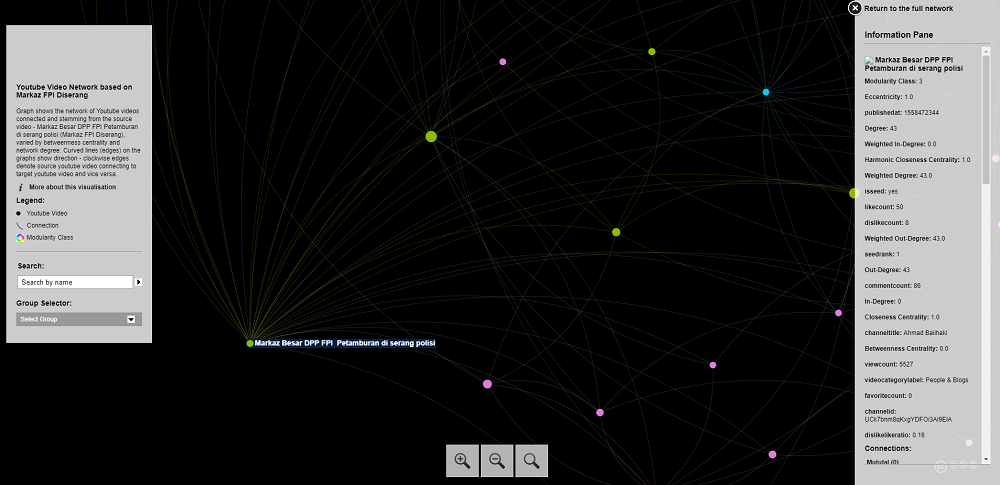 Youtube Video Network based on
Markaz FPI Diserang
Graph shows the network of Youtube videos
connected and stemming from the source
video - Markaz Besar DPP FPI Petamburan
di serang polisi (Markaz FPI Diserang),
varied by betweenness centrality and
network degree. Curved lines (edges) on the
graphs show direction - clockwise edges
denote source youtube video connecting to
target youtube video and vice versa.
More about this visualisation
Legend:
Youtube Video
Connection
Modularity Class
Search:
Search by name
Group Selector:
Select Group
Markaz Besar DPP FPI Petamburan di serang polisi
Return to the full network
Information Pane
Markaz Besar DPP FPI
Petamburan di serang polisi
Modularity Class: 3
Eccentricity: 1.0
publishedat: 1558472344
Degree: 43
Weighted In-Degree: 0.0
Harmonic Closeness Centrality: 1.0
Weighted Degree: 43.0
isseed: yes
likecount: 50
dislikecount: 8
Weighted Out-Degree: 43.0
seedrank: 1
Out-Degree: 43
commentcount: 86
In-Degree: 0
Closeness Centrality: 1.0
channeltitle: Ahmad Bailhaki
Betweenness Centrality: 0.0
viewcount: 5527
videocategorylabel: People & Blogs
favoritecount: 0
channelid:
dislikelikeratio: 0.16
Connections:
Mututal (0)